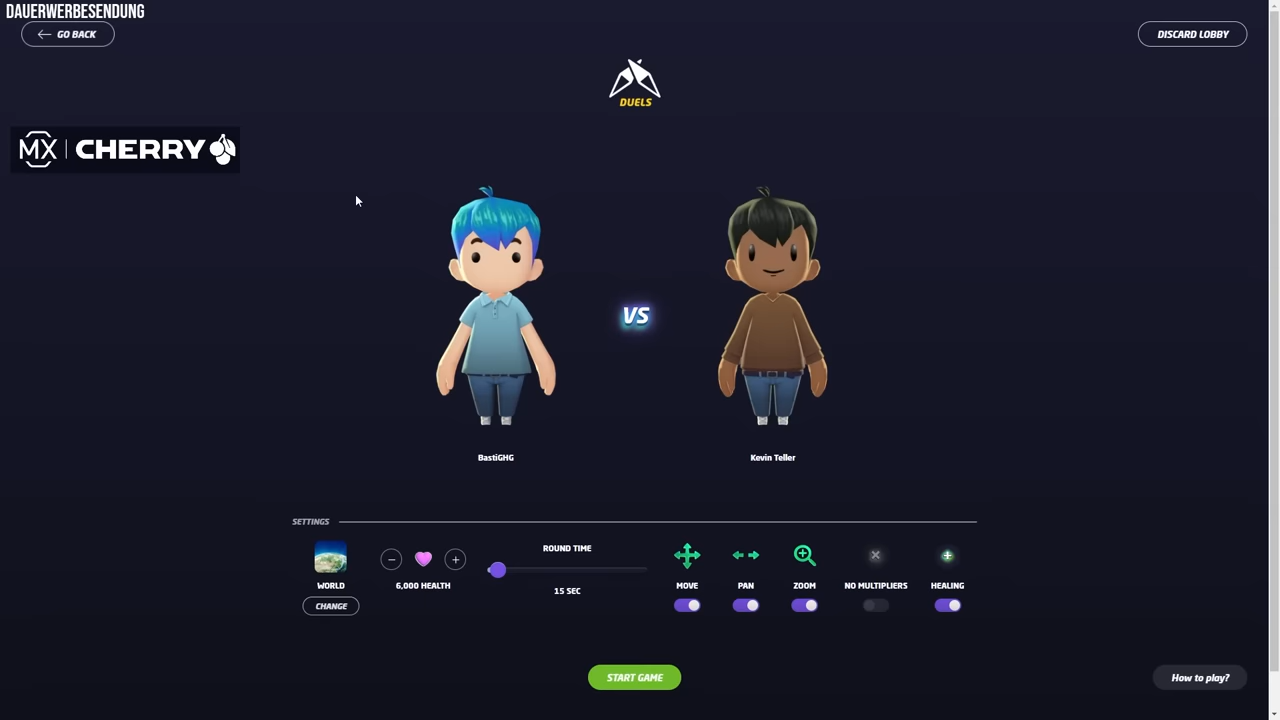 DAUERWERBESENDUNG
GO BACK
DISCARD LOBBY
DUELS
MX | CHERRY
VS
BastiGHG
Kevin Teller
SETTINGS
WORLD
CHANGE
6,000 HEALTH
ROUND TIME
15 SEC
MOVE
PAN
ZOOM
NO MULTIPLIERS
HEALING
START GAME
How to play?